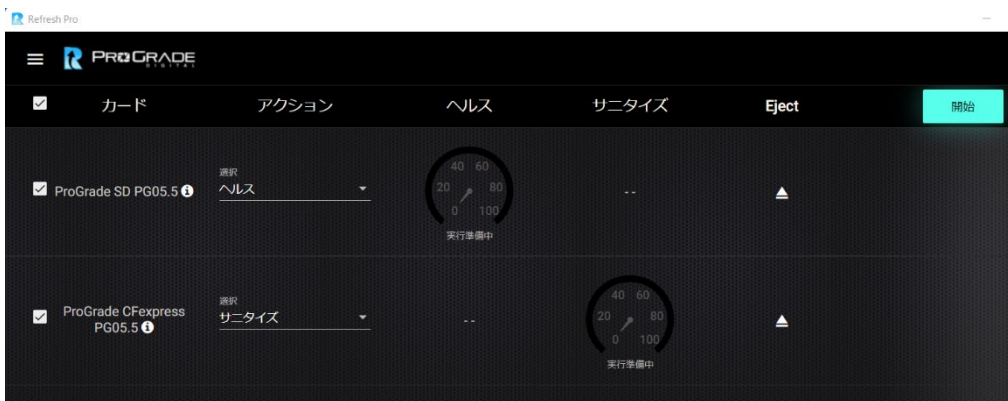 Refresh Pro
PROGRADE
DIGITAL
カード アクション ヘルス サニタイズ Eject 開始
選択
ProGrade SD PG05.5 ヘルス
40 60
20 80
0 100
実行準備中
- -
選択
ProGrade CFexpress
PG05.5
サニタイズ
- -
40 60
20 80
0 100
実行準備中